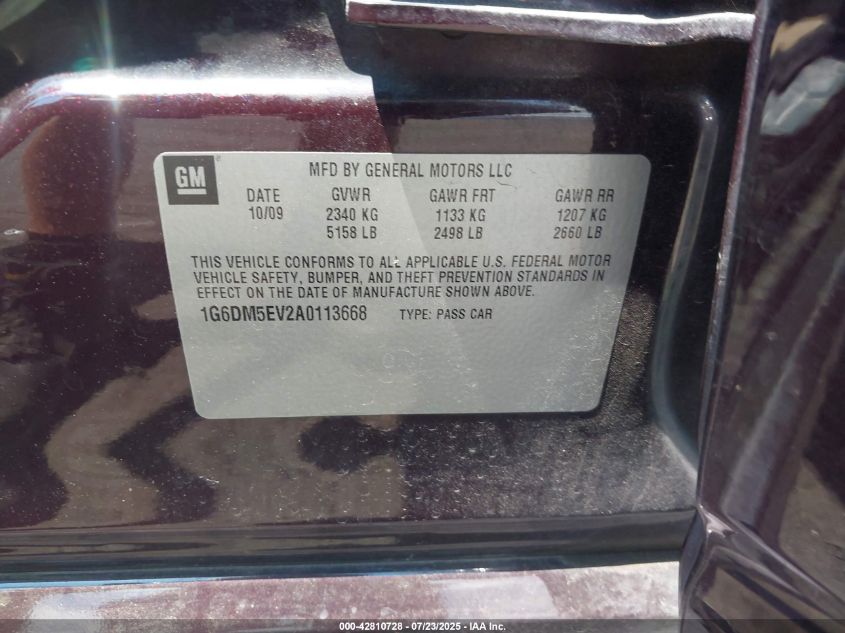 GM
MFD BY GENERAL MOTORS LLC
DATE GVWR GAWR FRT GAWR RR
10/09 2340 KG 1133 KG 1207 KG
5158 LB 2498 LB 2660 LB
THIS VEHICLE CONFORMS TO ALL APPLICABLE U.S. FEDERAL MOTOR
VEHICLE SAFETY, BUMPER, AND THEFT PREVENTION STANDARDS IN
EFFECT ON THE DATE OF MANUFACTURE SHOWN ABOVE.
1G6DM5EV2A0113668 TYPE: PASS CAR
000-42810728 - 07/23/2025 - IAA Inc.